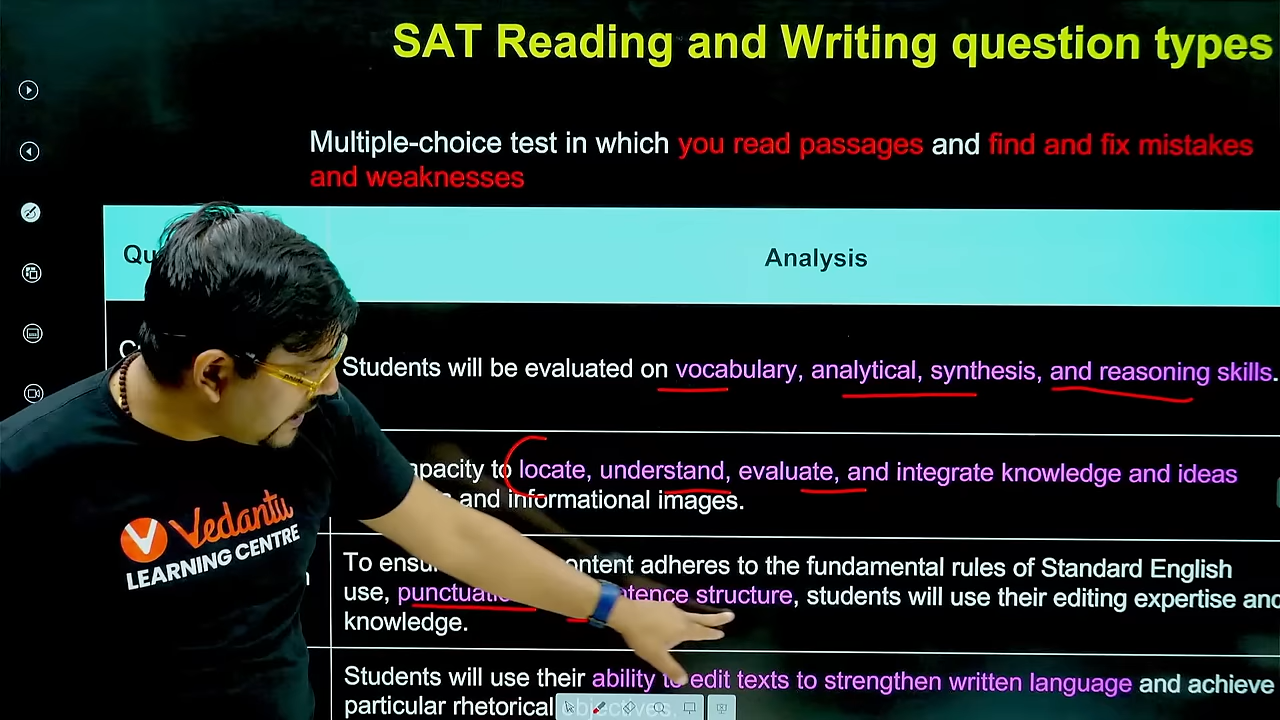 SAT Reading and Writing question types
Multiple-choice test in which you read passages and find and fix mistakes
and weaknesses
Analysis
Students will be evaluated on vocabulary, analytical, synthesis, and reasoning skills.
to locate, understand, evaluate, and integrate knowledge and ideas
and informational images.
To adheres to the fundamental rules of Standard English
use, structure, students will use their editing expertise and
knowledge.
Students will use their ability to edit texts to strengthen written language and achieve
particular rhetorical objectives.
Vedantu
LEARNING CENTRE